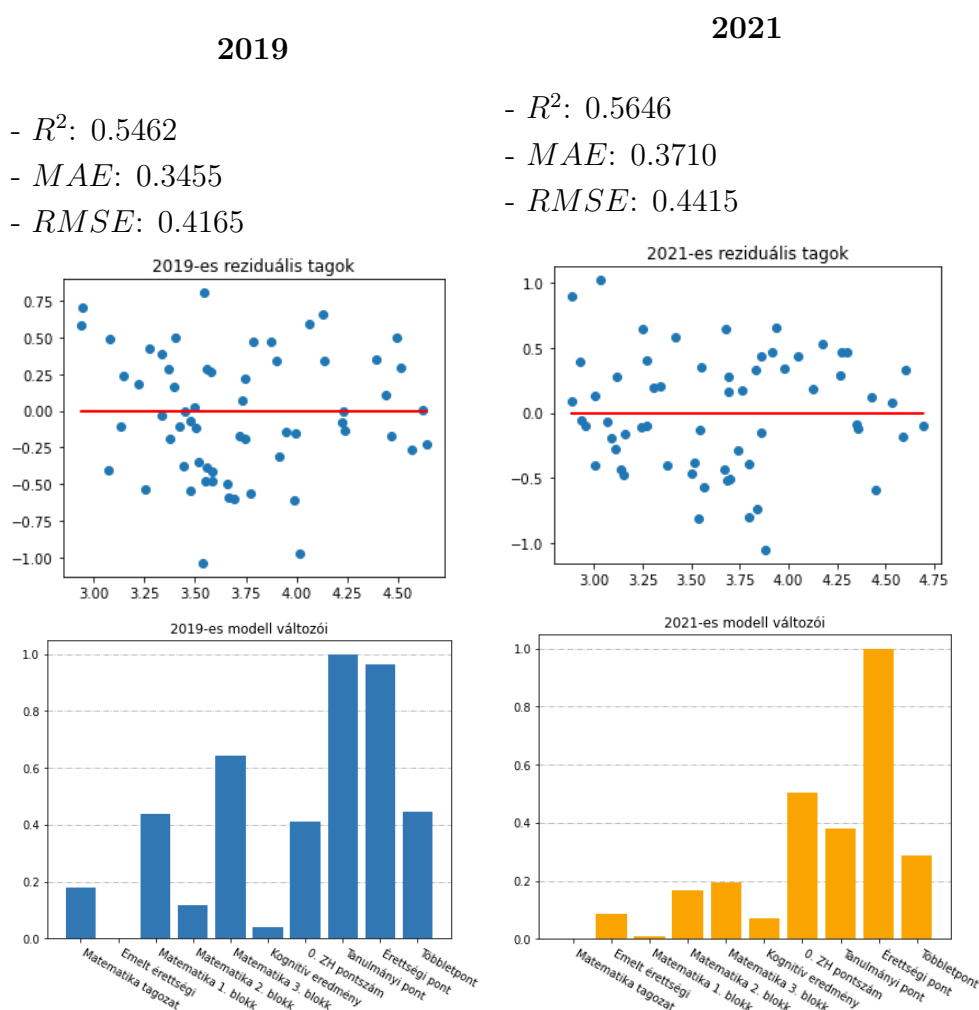 2019
- R²: 0.5462
- MAE: 0.3455
- RMSE: 0.4165
2019-es reziduális tagok
0.75
0.50
0.25
0.00
−0.25
−0.50
−0.75
−1.00
3.00 3.25 3.50 3.75 4.00 4.25 4.50
2019-es modell változói
1.0
0.8
0.6
0.4
0.2
0.0
Matematika tagozat
Emelt érettségi
Matematika 1. blokk
Matematika 2. blokk
Matematika 3. blokk
Kognitív eredmény
0. ZH pontszám
Tanulmányi pont
Érettségi pont
Többletpont
2021
- R²: 0.5646
- MAE: 0.3710
- RMSE: 0.4415
2021-es reziduális tagok
1.0
0.5
0.0
−0.5
−1.0
3.00 3.25 3.50 3.75 4.00 4.25 4.50 4.75
2021-es modell változói
1.0
0.8
0.6
0.4
0.2
0.0
Matematika tagozat
Emelt érettségi
Matematika 1. blokk
Matematika 2. blokk
Matematika 3. blokk
Kognitív eredmény
0. ZH pontszám
Tanulmányi pont
Érettségi pont
Többletpont